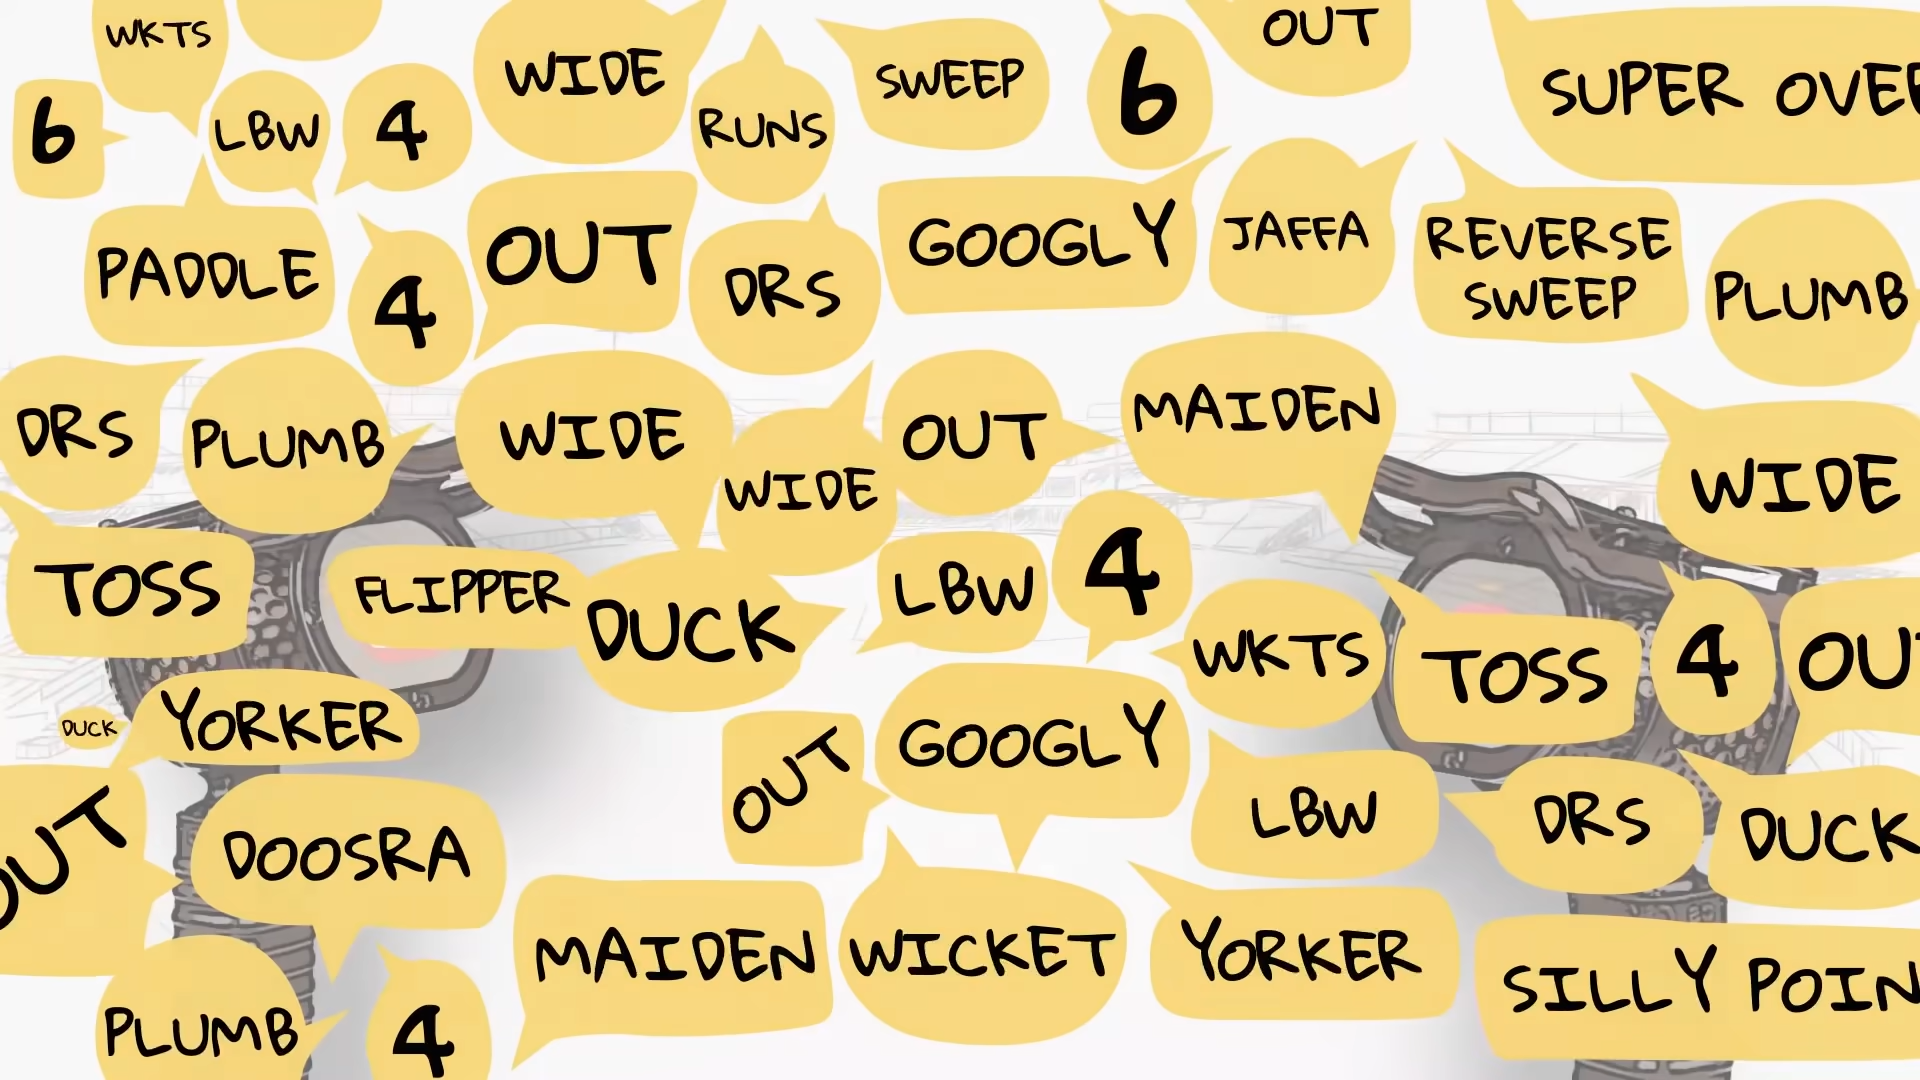 WKTS
OUT
WIDE
SWEEP
6
SUPER OVE
6
LBW
4
RUNS
PADDLE
4
OUT
DRS
GOOGLY
JAFFA
REVERSE
SWEEP
PLUMB
DRS
PLUMB
WIDE
WIDE
OUT
MAIDEN
WIDE
TOSS
FLIPPER
DUCK
LBW
4
WKTS
TOSS
4
OU
DUCK
YORKER
OUT
GOOGLY
LBW
DRS
DUCK
OUT
DOOSRA
MAIDEN
WICKET
YORKER
SILLY POIN
PLUMB
4